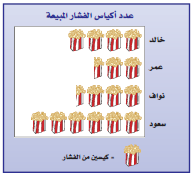 عدد أكياس الفشار المبيعة
خالد
عمر
نواف
سعود
= كيسين من الفشار